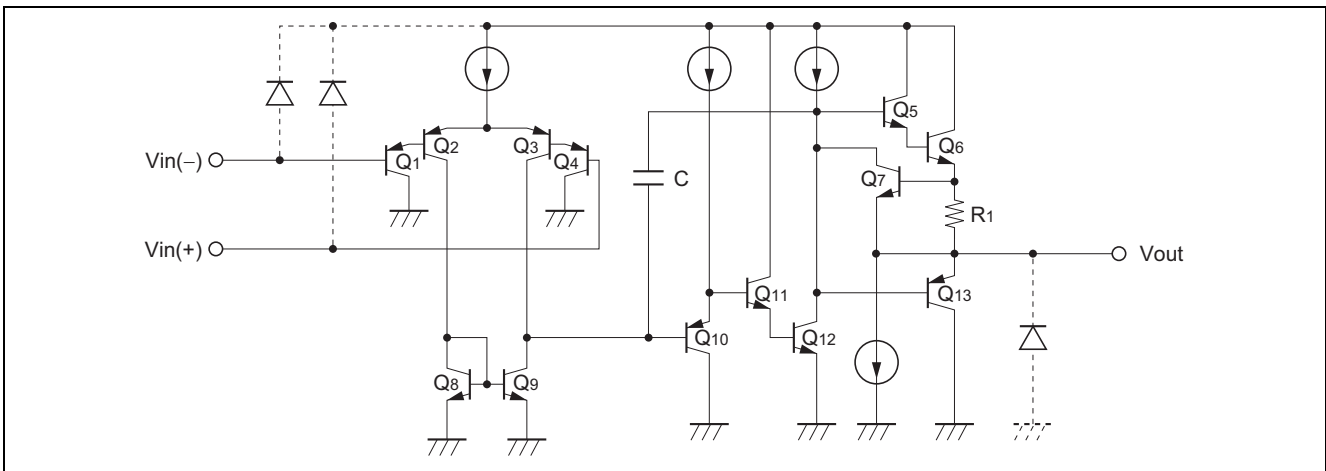 Q5
Q6
Q1
Q2
Q3
Q4
Vin(−)
Q7
C
R1
Vin(+)
Vout
Q11
Q13
Q10
Q12
Q8
Q9